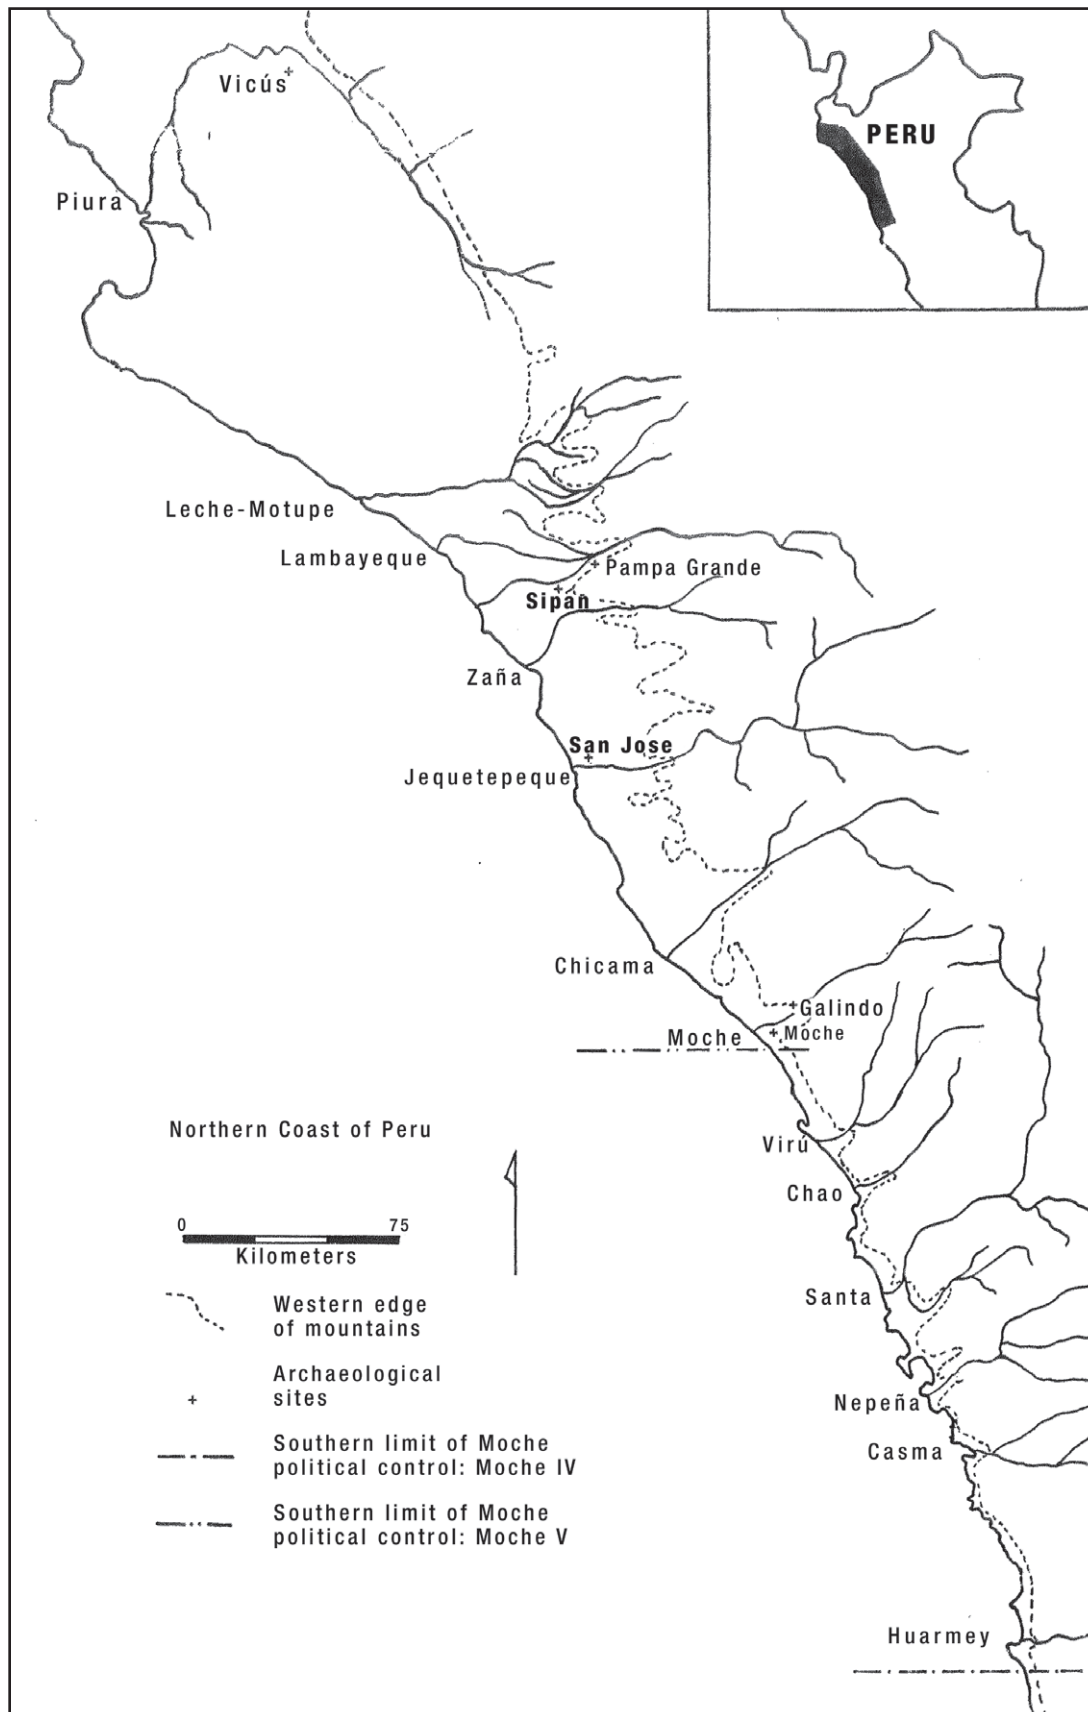 Vicús
PERU
Piura
Leche-Motupe
Lambayeque
Pampa Grande
Sipan
Zaña
San Jose
Jequetepeque
Chicama
Galindo
Moche
Moche
Northern Coast of Peru
Virú
Chao
0 75
Kilometers
Santa
Western edge
of mountains
Archaeological
sites
Nepeña
Casma
Southern limit of Moche
political control: Moche IV
Southern limit of Moche
political control: Moche V
Huarmey